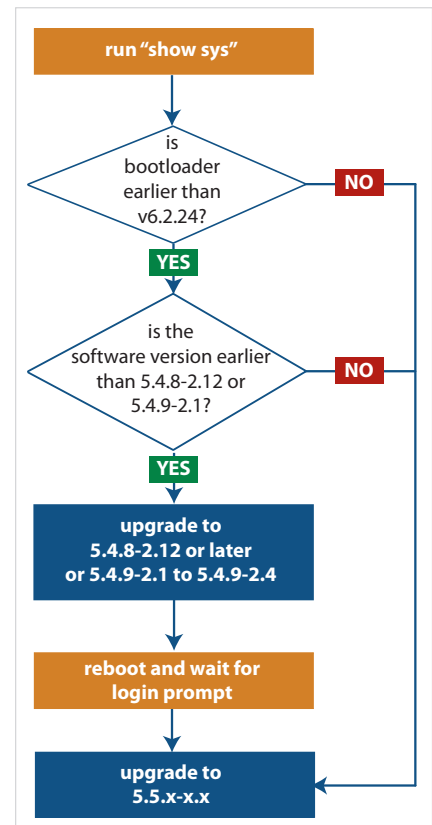 run “show sys”
is
bootloader
earlier than
v6.2.24?
NO
YES
is the
software version earlier
than 5.4.8-2.12 or
5.4.9-2.1?
NO
YES
upgrade to
5.4.8-2.12 or later
or 5.4.9-2.1 to 5.4.9-2.4
reboot and wait for
login prompt
upgrade to
5.5.x-x.x